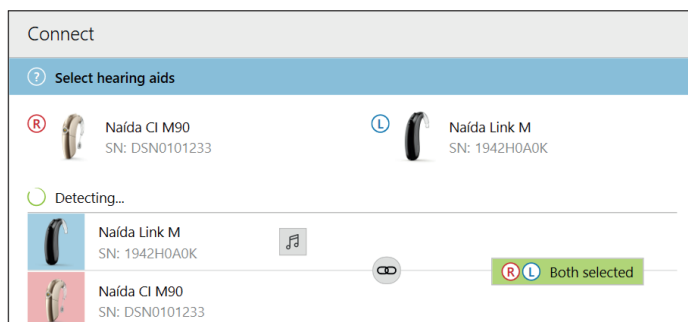 Connect
? Select hearing aids
R Naída CI M90 L Naída Link M
SN: DSN0101233 SN: 1942H0A0K
Detecting...
Naída Link M
SN: 1942H0A0K
R L Both selected
Naída CI M90
SN: DSN0101233